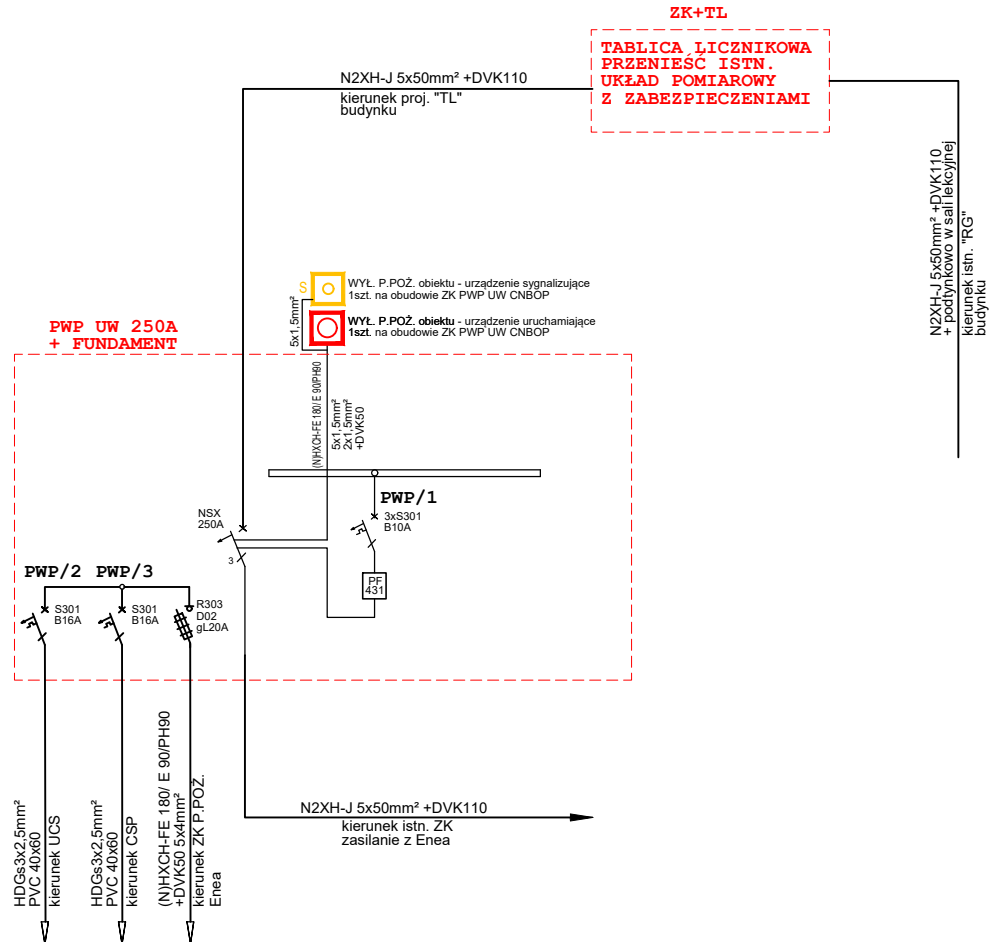 ZK+TL
TABLICA LICZNIKOWA
PRZENIEŚĆ ISTN.
UKŁAD POMIAROWY
Z ZABEZPIECZENIAMI
N2XH-J 5x50mm² +DVK110
kierunek proj. "TL"
budynku
N2XH-J 5x50mm² +DVK110
+ podtynkowo w sali lekcyjnej
kierunek istn. "RG"
budynku
S
WYŁ. P.POŻ. obiektu - urządzenie sygnalizujące
1szt. na obudowie ZK PWP UW CNBOP
WYŁ. P.POŻ. obiektu - urządzenie uruchamiające
1szt. na obudowie ZK PWP UW CNBOP
5x1,5mm²
PWP UW 250A
+ FUNDAMENT
(N)HXCH-FE 180/ E 90/PH90
5x1,5mm²
2x1,5mm²
+DVK50
PWP/1
3xS301
B10A
NSX
250A
3
PF
431
PWP/2
PWP/3
S301
B16A
S301
B16A
R303
D02
gL20A
HDGs3x2,5mm²
PVC 40x60
kierunek UCS
HDGs3x2,5mm²
PVC 40x60
kierunek CSP
(N)HXCH-FE 180/ E 90/PH90
+DVK50 5x4mm²
kierunek ZK P.POŻ.
Enea
N2XH-J 5x50mm² +DVK110
kierunek istn. ZK
zasilanie z Enea